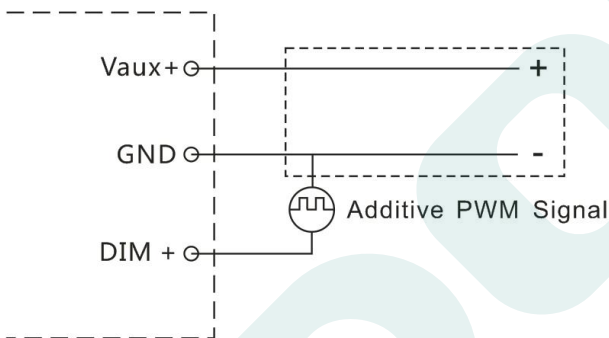 Vaux+
+
GND
-
Additive PWM Signal
DIM +